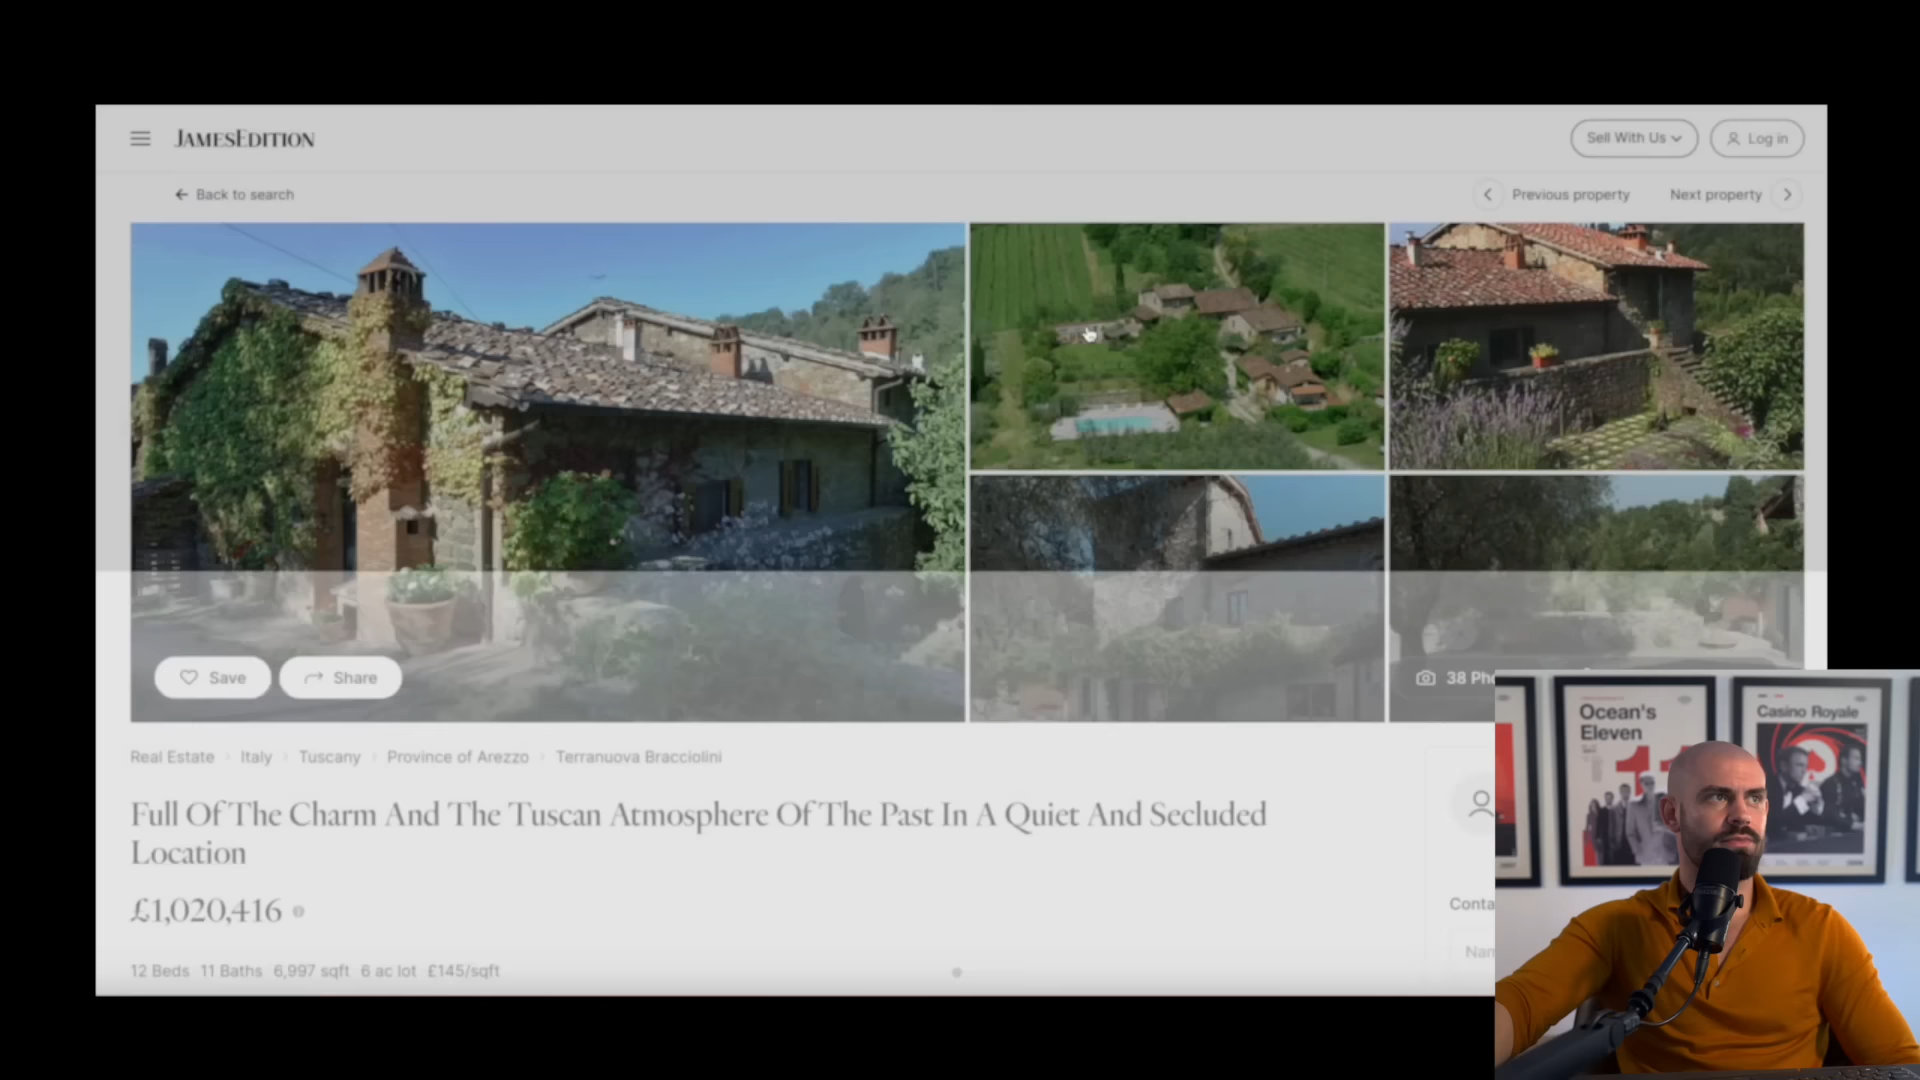 JAMESEDITION
Sell With Us
Log in
Back to search
Previous property
Next property
Save
Share
38
Real Estate
Italy
Tuscany
Province of Arezzo
Terranuova Bracciolini
Full Of The Charm And The Tuscan Atmosphere Of The Past In A Quiet And Secluded
Location
£1,020,416
12 Beds 11 Baths 6,997 sqft 6 ac lot £145/sqft
Ocean's
Eleven
11
Casino Royale